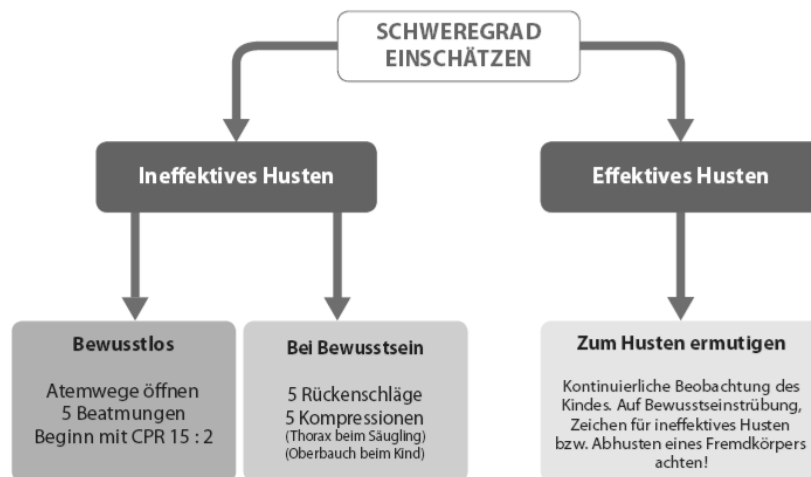 SCHWEREGRAD
EINSCHÄTZEN
Ineffektives Husten
Effektives Husten
Bewusstlos
Atemwege öffnen
5 Beatmungen
Beginn mit CPR 15 : 2
Bei Bewusstsein
5 Rückenschläge
5 Kompressionen
(Thorax beim Säugling)
(Oberbauch beim Kind)
Zum Husten ermutigen
Kontinuierliche Beobachtung des
Kindes. Auf Bewusstseinstrübung,
Zeichen für ineffektives Husten
bzw. Abhusten eines Fremdkörpers
achten!